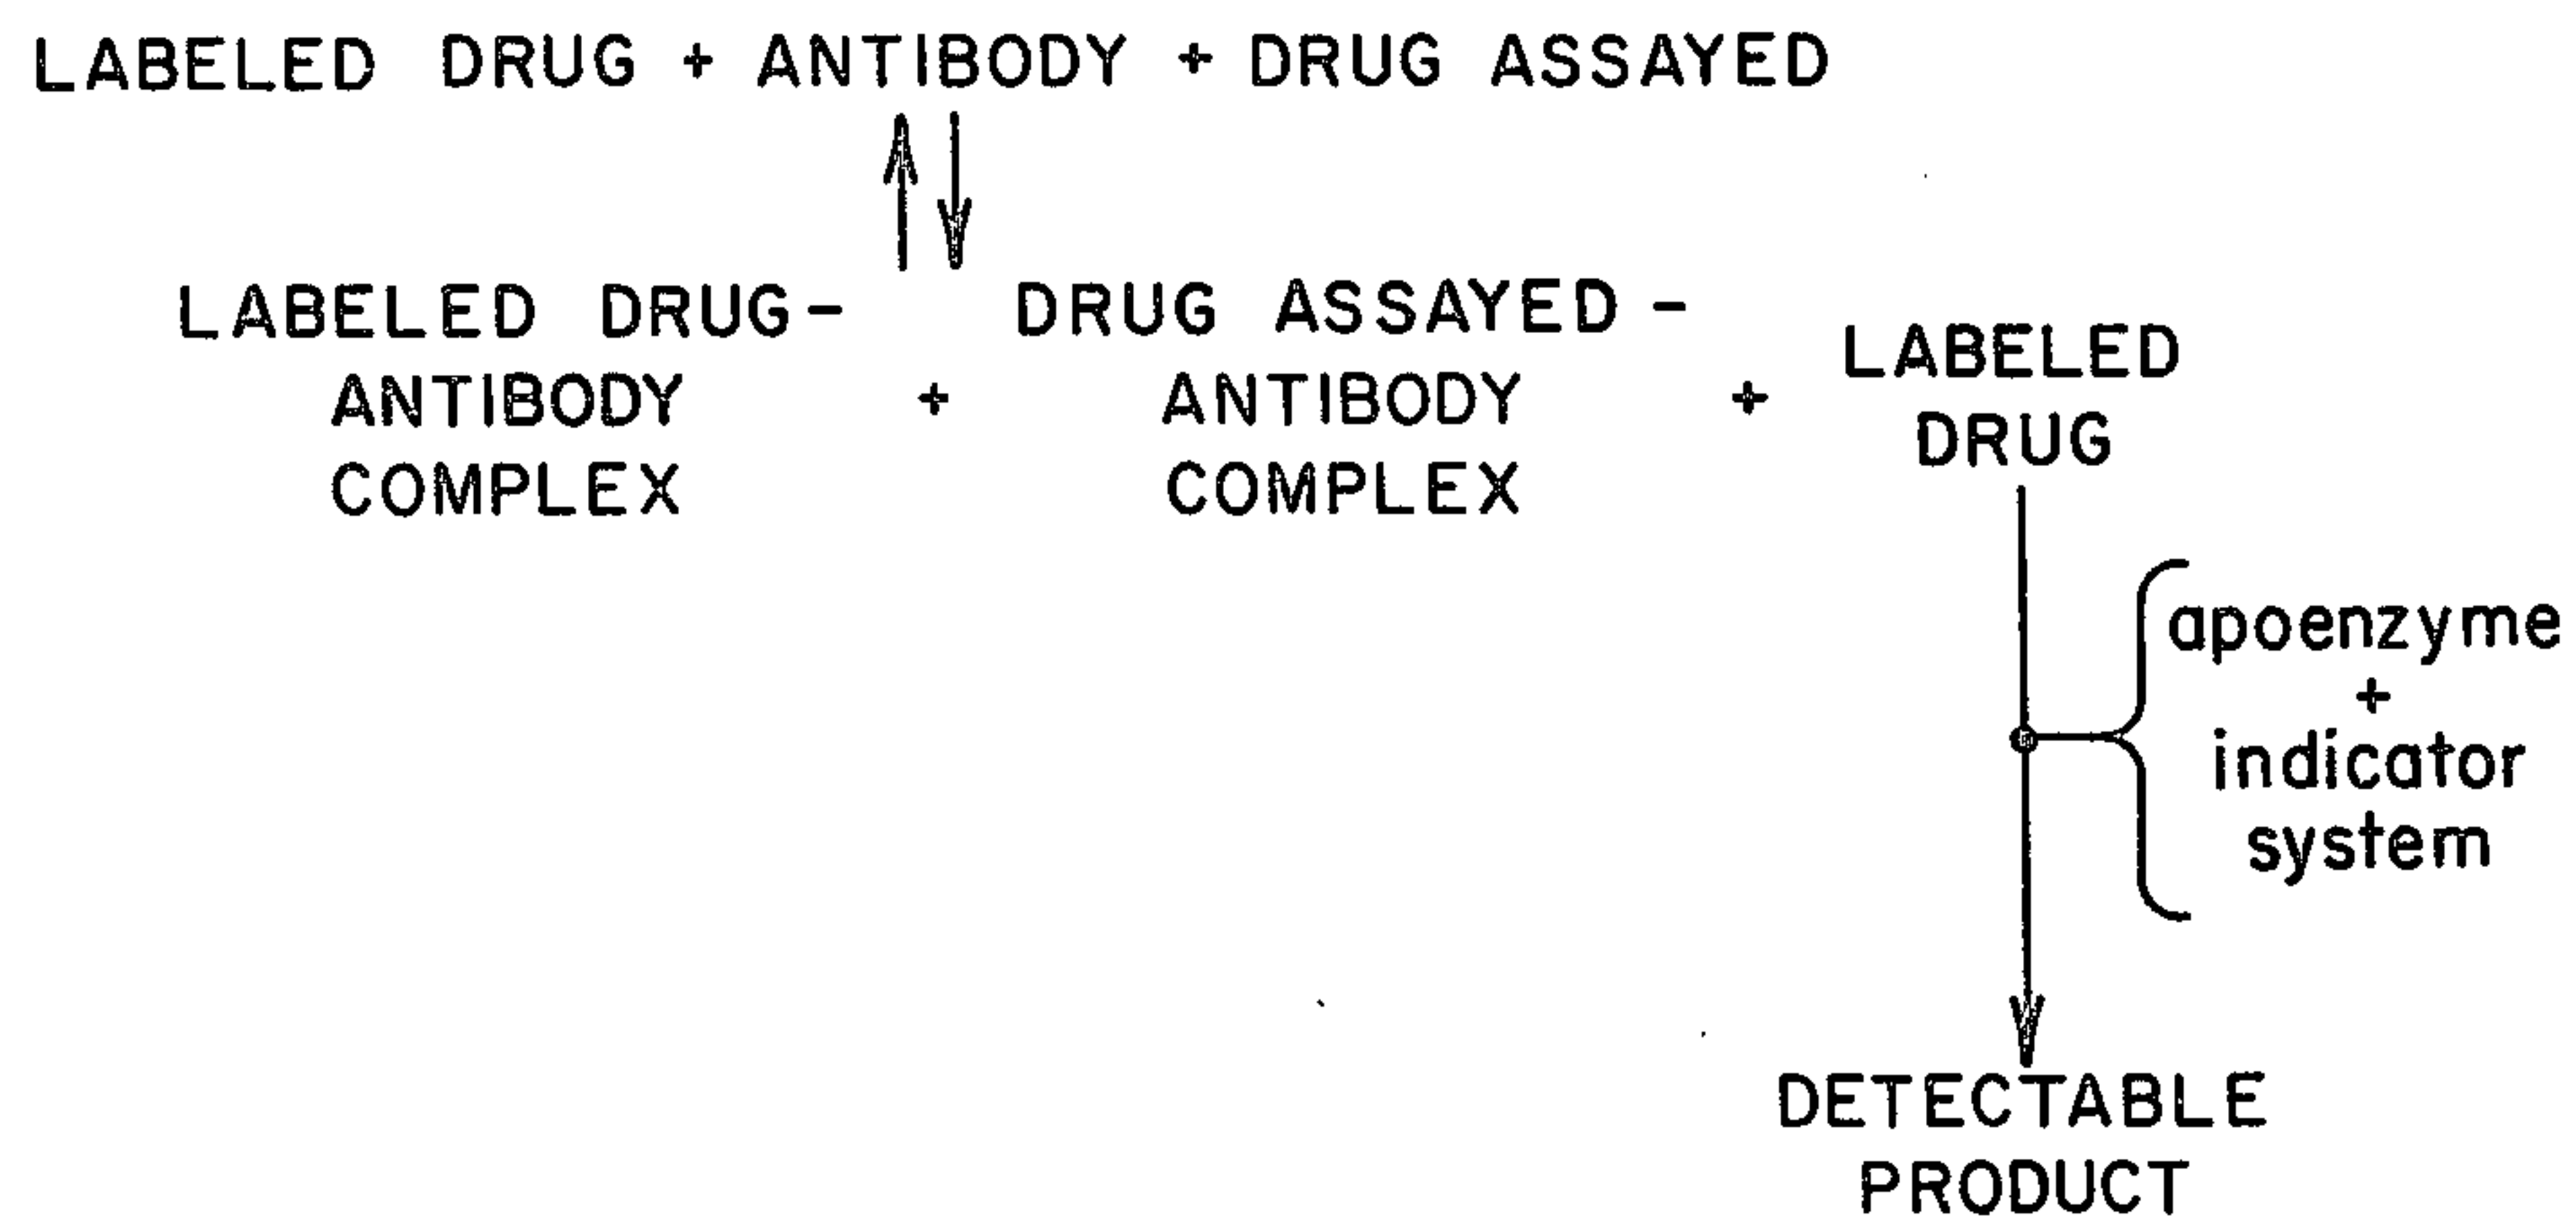 LABELED DRUG + ANTIBODY + DRUG ASSAYED
LABELED DRUG-
ANTIBODY
COMPLEX
+
DRUG ASSAYED -
ANTIBODY
COMPLEX
+
LABELED
DRUG
apoenzyme
+
indicator
system
DETECTABLE
PRODUCT